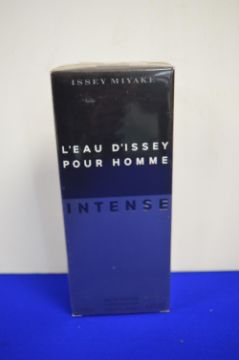 ISSEY MIYAKE
L'EAU D'ISSEY
POUR HOMME
INTENSE